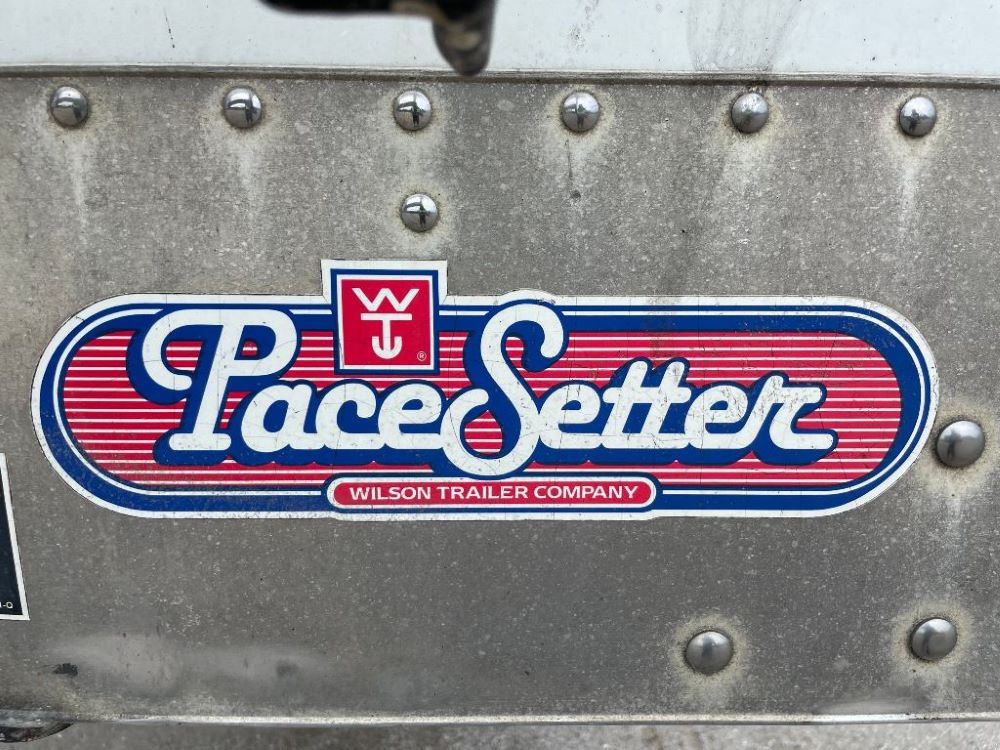 WT
®
PaceSetter
WILSON TRAILER COMPANY